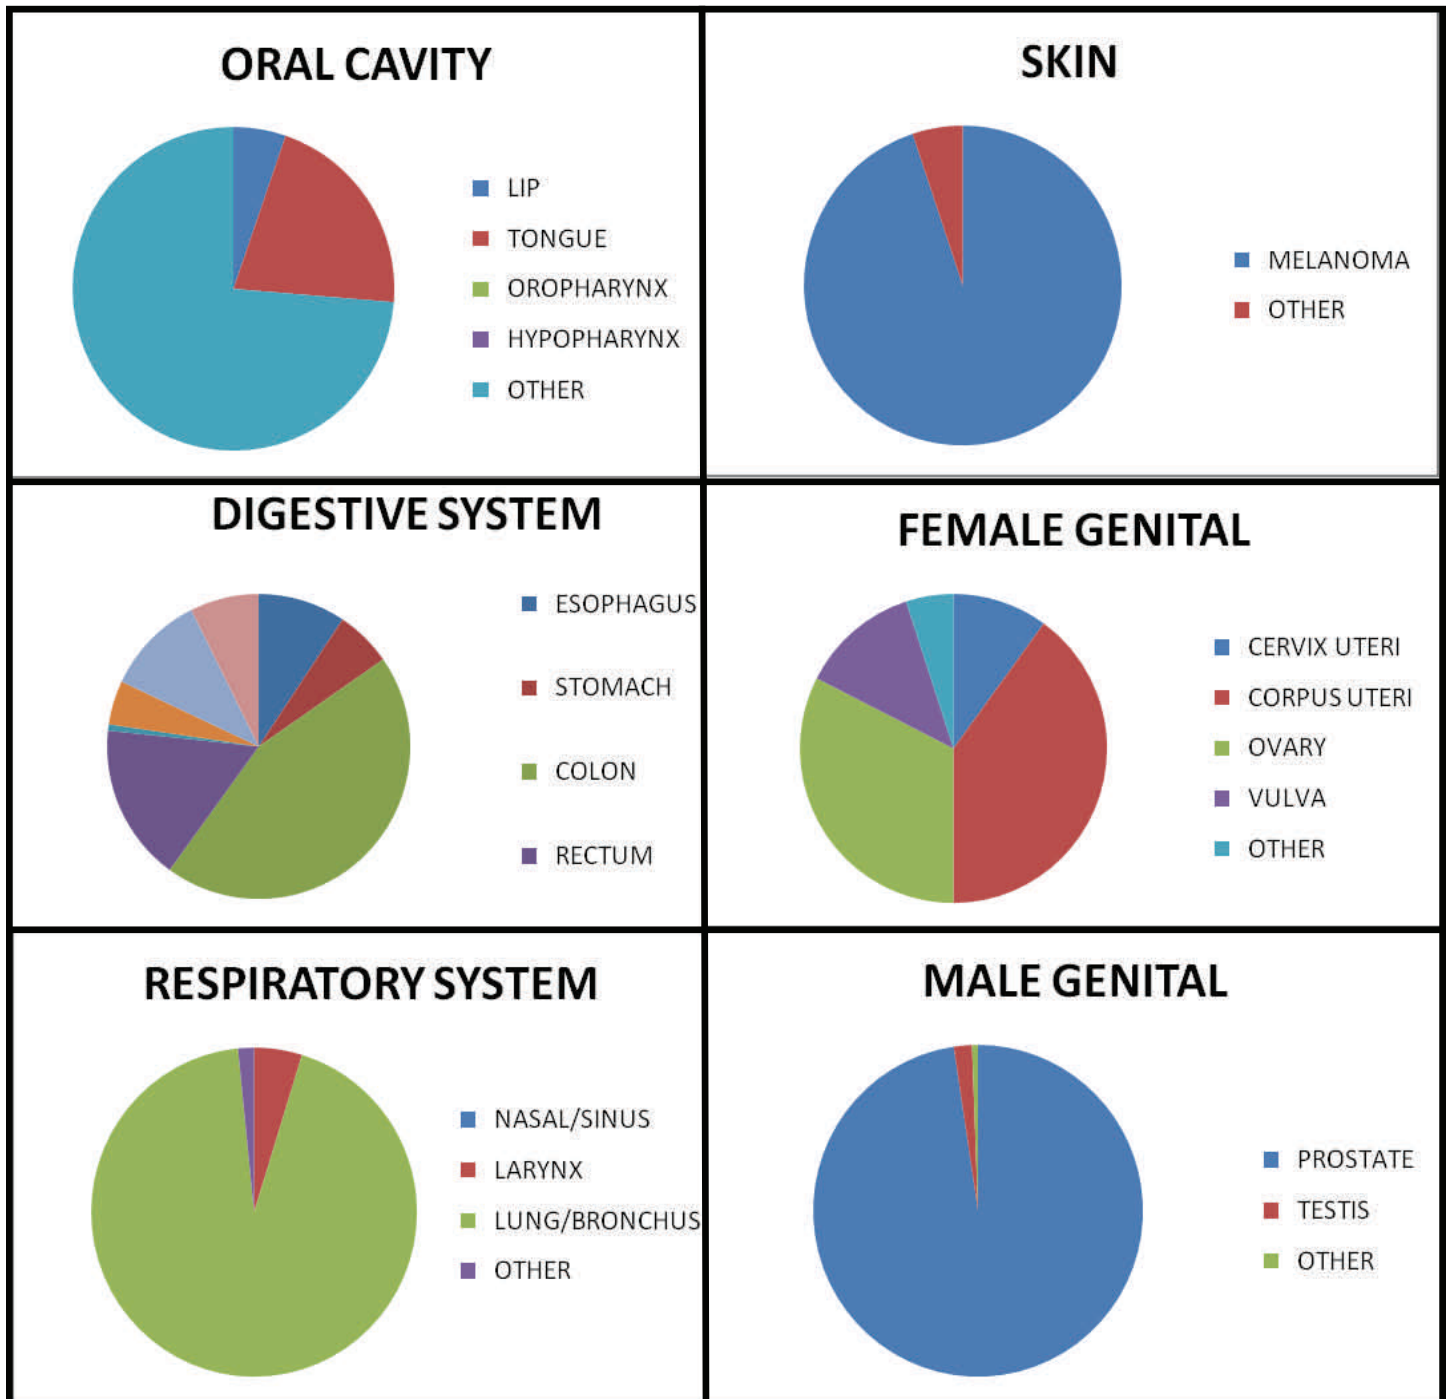 ORAL CAVITY
LIP
TONGUE
OROPHARYNX
HYPOPHARYNX
OTHER
SKIN
MELANOMA
OTHER
DIGESTIVE SYSTEM
ESOPHAGUS
STOMACH
COLON
RECTUM
FEMALE GENITAL
CERVIX UTERI
CORPUS UTERI
OVARY
VULVA
OTHER
RESPIRATORY SYSTEM
NASAL/SINUS
LARYNX
LUNG/BRONCHUS
OTHER
MALE GENITAL
PROSTATE
TESTIS
OTHER